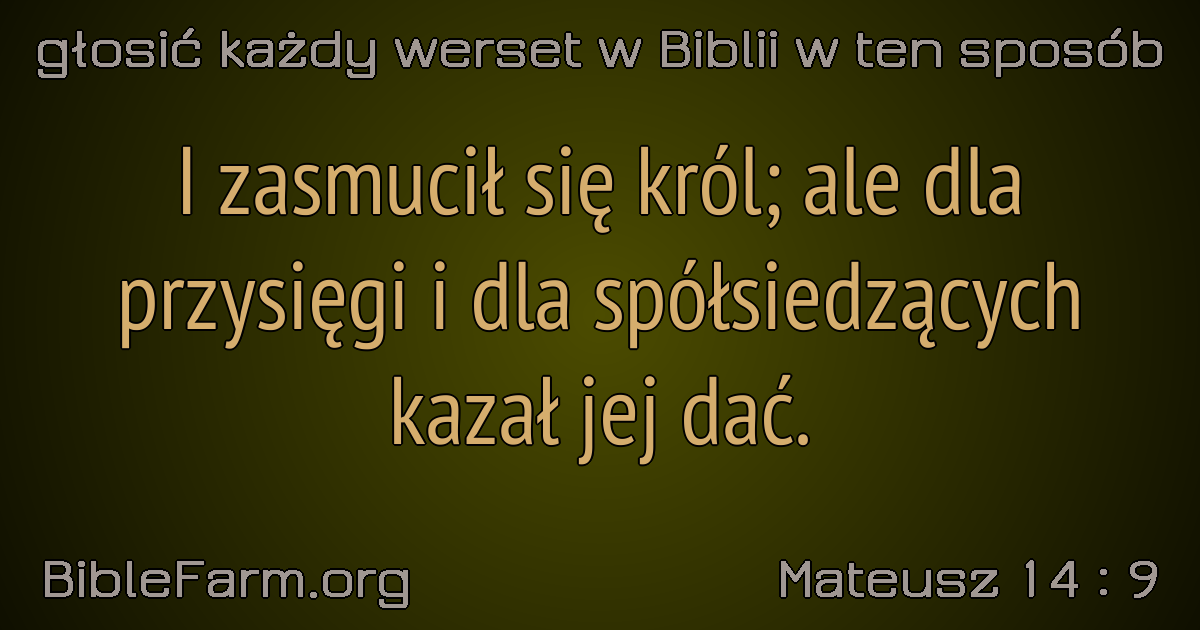 głosić każdy werset w Biblii w ten sposób
I zasmucił się król; ale dla
przysięgi i dla spółsiedzących
kazał jej dać.
BibleFarm.org
Mateusz 14 : 9